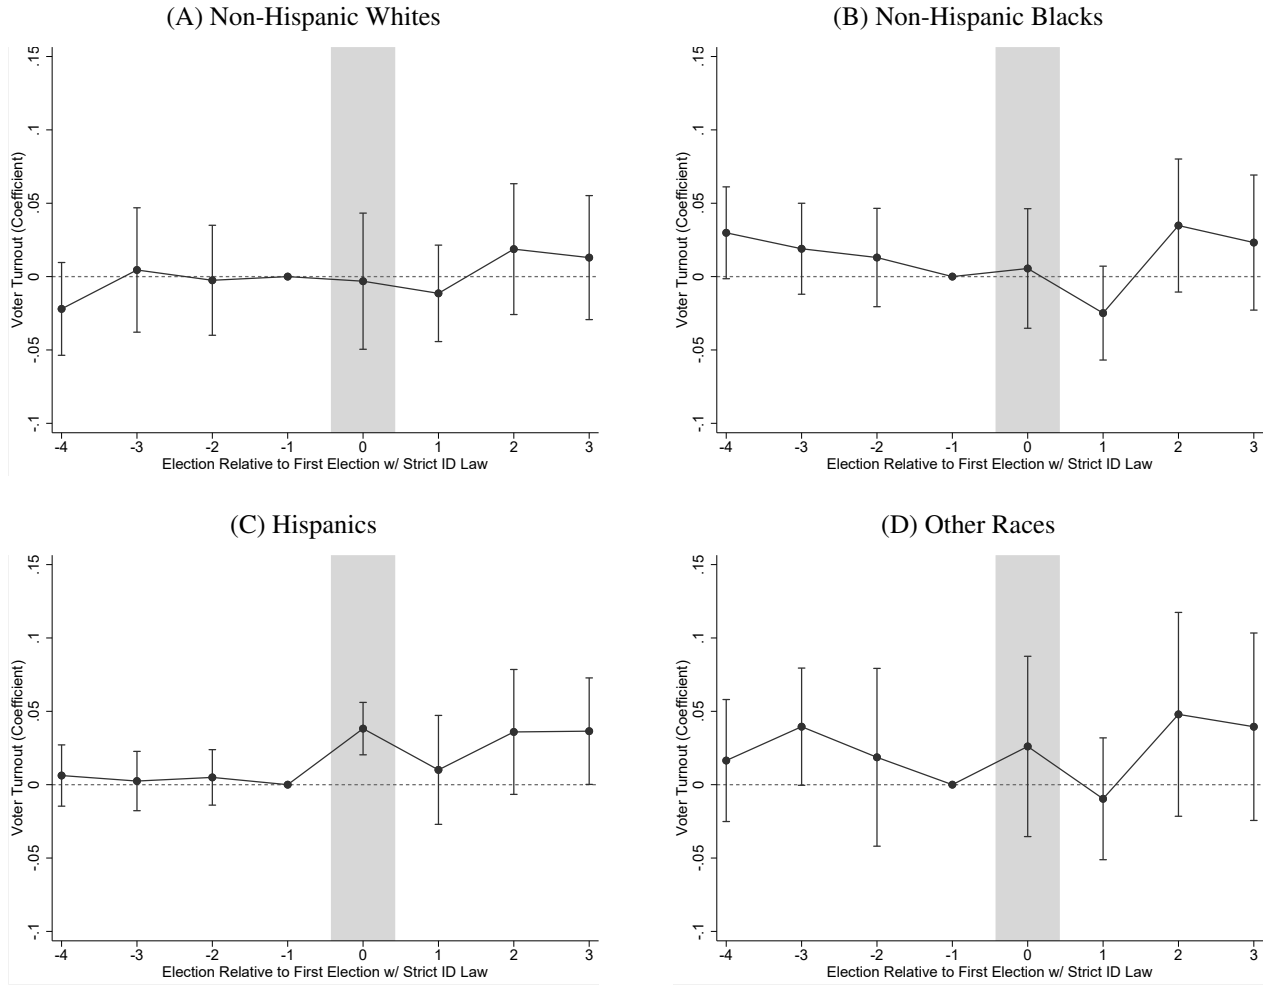 (A) Non-Hispanic Whites
Voter Turnout (Coefficient)
.15
.1
.05
0
-.05
-.1
-4 -3 -2 -1 0 1 2 3
Election Relative to First Election w/ Strict ID Law
(B) Non-Hispanic Blacks
Voter Turnout (Coefficient)
.15
.1
.05
0
-.05
-.1
-4 -3 -2 -1 0 1 2 3
Election Relative to First Election w/ Strict ID Law
(C) Hispanics
Voter Turnout (Coefficient)
.15
.1
.05
0
-.05
-.1
-4 -3 -2 -1 0 1 2 3
Election Relative to First Election w/ Strict ID Law
(D) Other Races
Voter Turnout (Coefficient)
.15
.1
.05
0
-.05
-.1
-4 -3 -2 -1 0 1 2 3
Election Relative to First Election w/ Strict ID Law